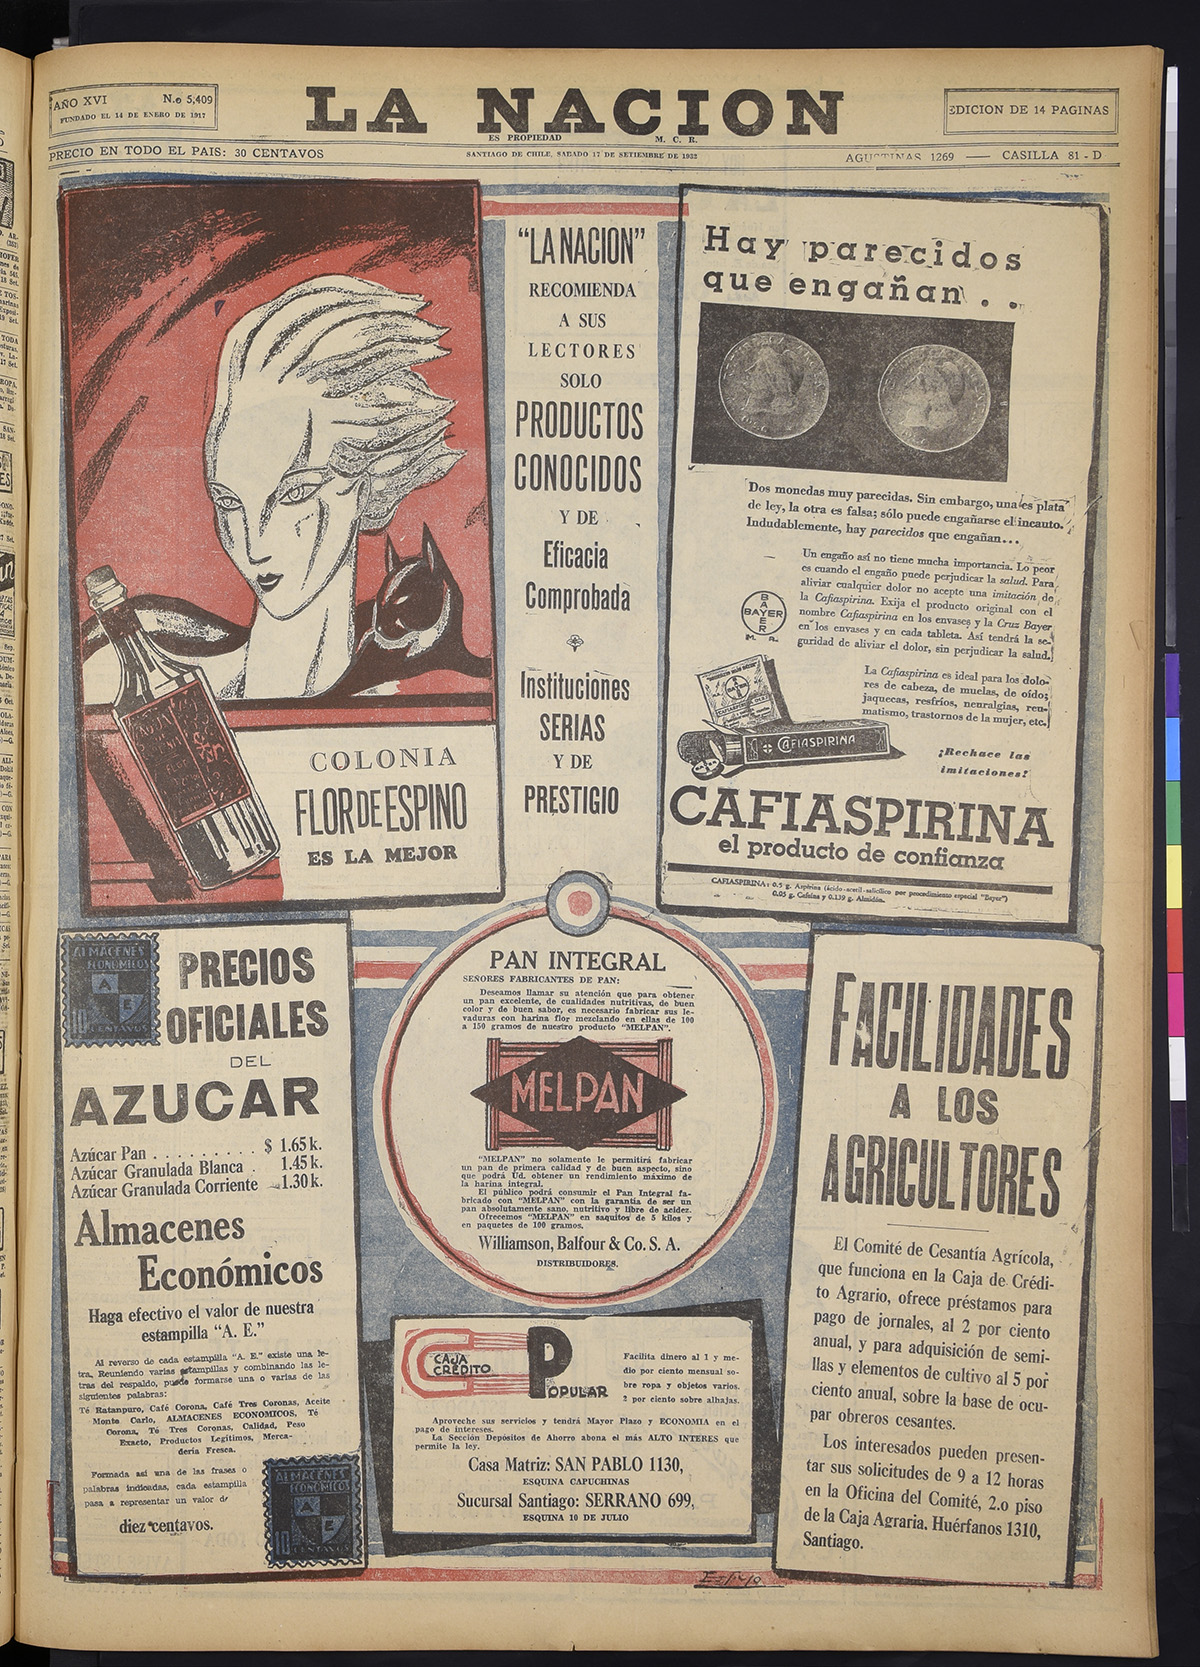 AÑO XVI N.o 5,409
FUNDADO EL 14 DE ENERO DE 1917
LA NACION
ES PROPIEDAD M. C. R.
EDICION DE 14 PAGINAS
PRECIO EN TODO EL PAIS: 30 CENTAVOS
SANTIAGO DE CHILE, SABADO 17 DE SETIEMBRE DE 1932
AGUSTINAS 1269 — CASILLA 81 - D
COLONIA
FLOR DE ESPINO
ES LA MEJOR
"LA NACION"
RECOMIENDA
A SUS
LECTORES
SOLO
PRODUCTOS
CONOCIDOS
Y DE
Eficacia
Comprobada
Instituciones
SERIAS
Y DE
PRESTIGIO
Hay parecidos
que engañan . .
Dos monedas muy parecidas. Sin embargo, una es plata
de ley, la otra es falsa; sólo puede engañarse el incauto.
Indudablemente, hay parecidos que engañan...
Un engaño así no tiene mucha importancia. Lo peor
es cuando el engaño puede perjudicar la salud. Para
aliviar cualquier dolor no acepte una imitación de
la Cafiaspirina. Exija el producto original con el
nombre Cafiaspirina en los envases y la Cruz Bayer
en los envases y en cada tableta. Así tendrá la se-
guridad de aliviar el dolor, sin perjudicar la salud.
BAYER
M. R.
La Cafiaspirina es ideal para los dolo-
res de cabeza, de muelas, de oído;
jaquecas, resfríos, neuralgias, reu-
matismo, trastornos de la mujer, etc.
CAFIASPIRINA
¡Rechace las
imitaciones!
CAFIASPIRINA
el producto de confianza
CAFIASPIRINA: 0.5 g. Aspirina (ácido-acetil-salicílico por procedimiento especial "Bayer")
0.05 g. Cafeína y 0.139 g. Almidón.
ALMACENES
ECONOMICOS
A E
10 CENTAVOS
PRECIOS
OFICIALES
DEL
AZUCAR
Azúcar Pan . . . . . . . . . . $ 1.65 k.
Azúcar Granulada Blanca . 1.45 k.
Azúcar Granulada Corriente 1.30 k.
Almacenes
Económicos
Haga efectivo el valor de nuestra
estampilla "A. E."
Al reverso de cada estampilla "A. E." existe una le-
tra. Reuniendo varias estampillas y combinando las le-
tras del respaldo, puede formarse una o varias de las
siguientes palabras:
Té Ratanpuro, Café Corona, Café Tres Coronas, Aceite
Monte Carlo, ALMACENES ECONOMICOS, Té
Corona, Té Tres Coronas, Calidad, Peso
Exacto, Productos Legítimos, Merca-
dería Fresca.
Formada así una de las frases o
palabras indicadas, cada estampilla
pasa a representar un valor de
diez centavos.
ALMACENES
ECONOMICOS
A E
10 CENTAVOS
PAN INTEGRAL
SEÑORES FABRICANTES DE PAN:
Deseamos llamar su atención que para obtener
un pan excelente, de cualidades nutritivas, de buen
color y de buen sabor, es necesario fabricar sus le-
vaduras con harina flor mezclando en ellas de 100
a 150 gramos de nuestro producto "MELPAN".
MELPAN
"MELPAN" no solamente le permitirá fabricar
un pan de primera calidad y de buen aspecto, sino
que podrá Ud. obtener un rendimiento máximo de
la harina integral.
El público podrá consumir el Pan Integral fa-
bricado con "MELPAN" con la garantía de ser un
pan absolutamente sano, nutritivo y libre de acidez.
Ofrecemos "MELPAN" en saquitos de 5 kilos y
en paquetes de 100 gramos.
Williamson, Balfour & Co. S. A.
DISTRIBUIDORES.
CAJA
CREDITO
POPULAR
Facilita dinero al 1 y me-
dio por ciento mensual so-
bre ropa y objetos varios.
2 por ciento sobre alhajas.
Aproveche sus servicios y tendrá Mayor Plazo y ECONOMIA en el
pago de intereses.
La Sección Depósitos de Ahorro abona el más ALTO INTERES que
permite la ley.
Casa Matriz: SAN PABLO 1130,
ESQUINA CAPUCHINAS
Sucursal Santiago: SERRANO 699,
ESQUINA 10 DE JULIO
FACILIDADES
A LOS
AGRICULTORES
El Comité de Cesantía Agrícola,
que funciona en la Caja de Crédi-
to Agrario, ofrece préstamos para
pago de jornales, al 2 por ciento
anual, y para adquisición de semi-
llas y elementos de cultivo al 5 por
ciento anual, sobre la base de ocu-
par obreros cesantes.
Los interesados pueden presen-
tar sus solicitudes de 9 a 12 horas
en la Oficina del Comité, 2.o piso
de la Caja Agraria, Huérfanos 1310,
Santiago.